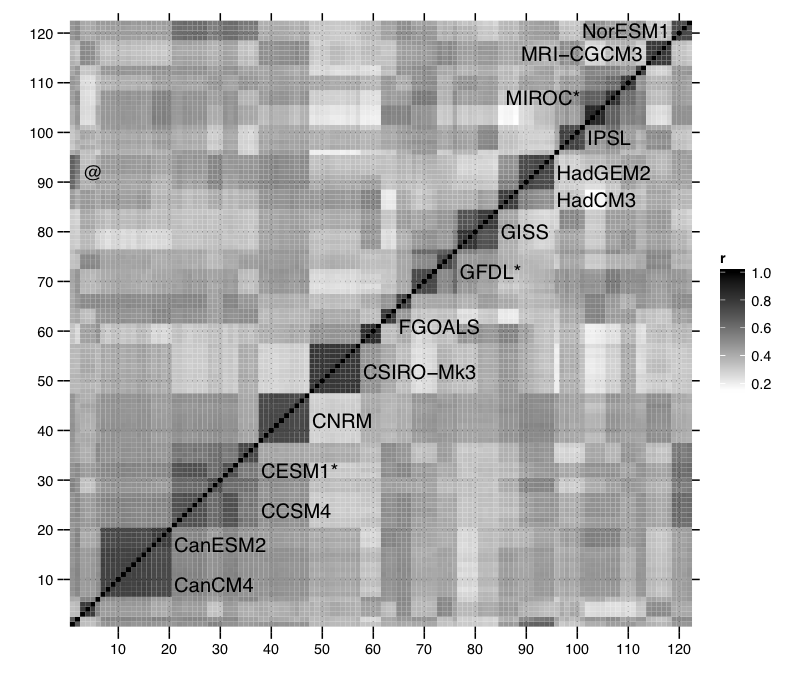 120
NorESM1
MRI−CGCM3
110
MIROC*
100
IPSL
@
90
HadGEM2
HadCM3
80
GISS
GFDL*
70
60
FGOALS
50
CSIRO−Mk3
40
CNRM
CESM1*
30
CCSM4
20
CanESM2
CanCM4
10
10 20 30 40 50 60 70 80 90 100 110 120
r
1.0
0.8
0.6
0.4
0.2